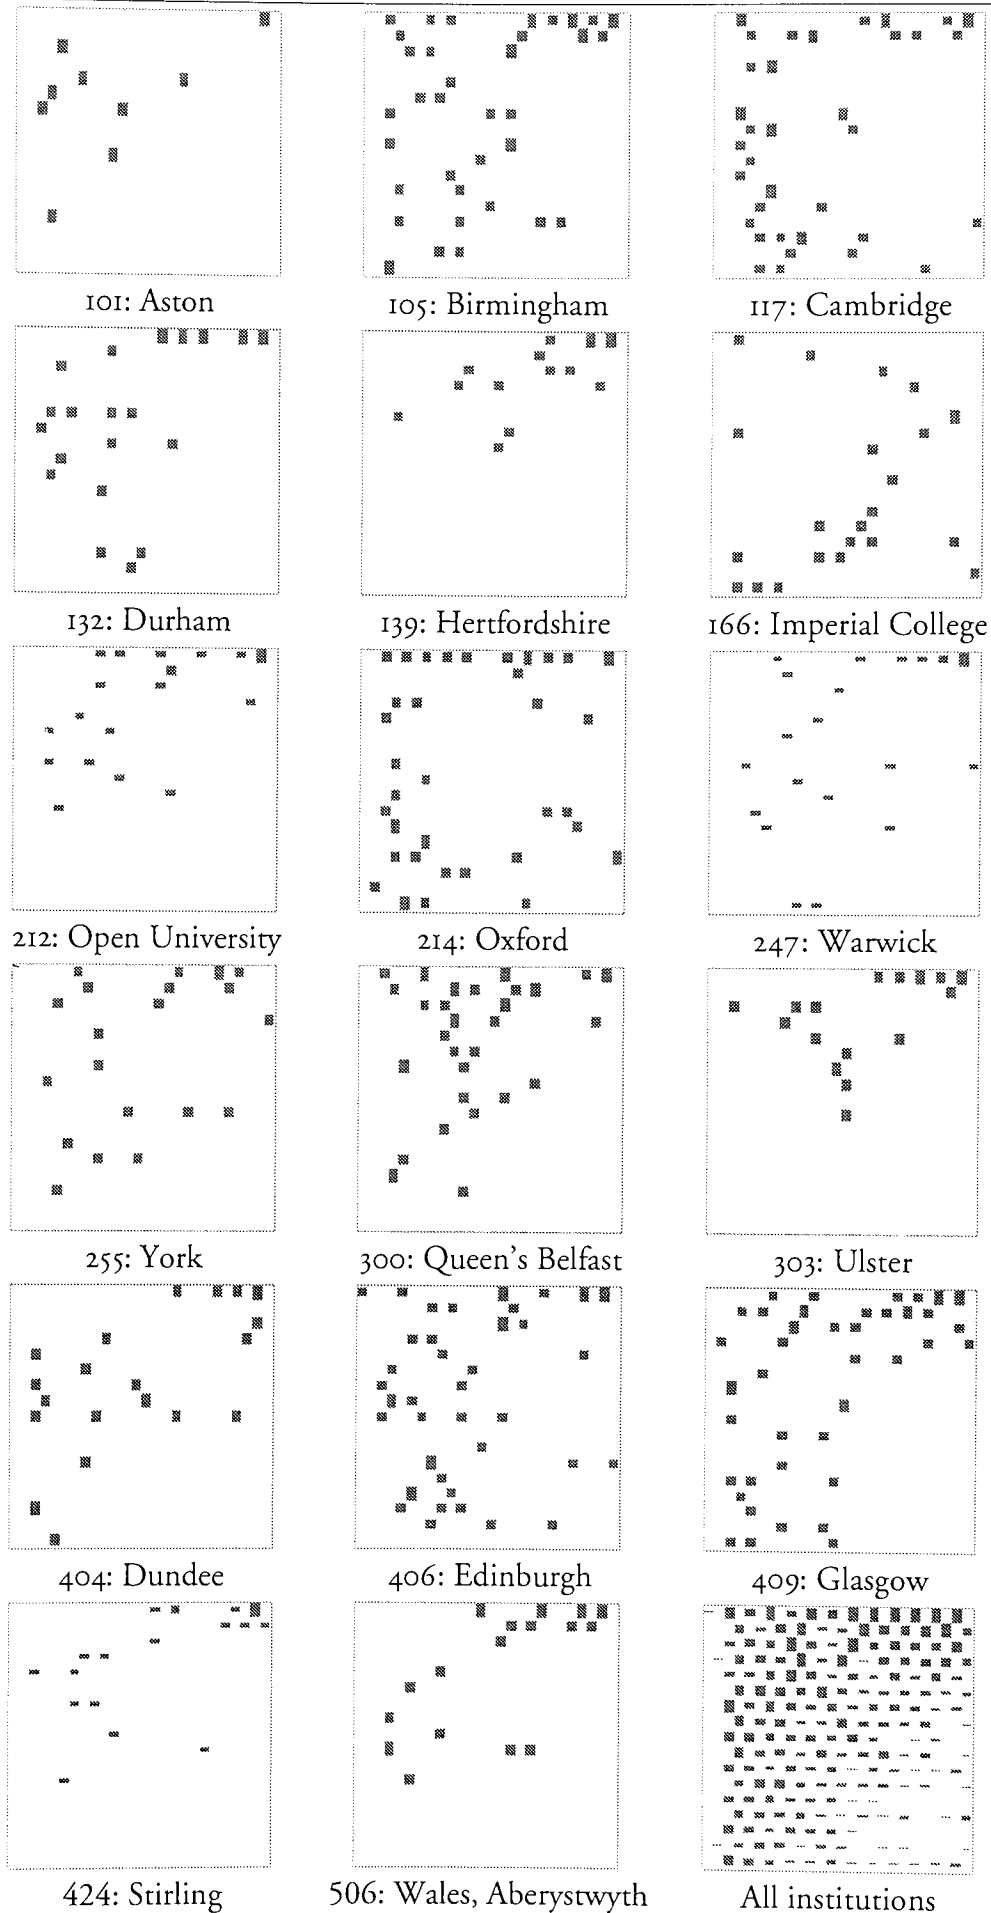 101: Aston
105: Birmingham
117: Cambridge
132: Durham
139: Hertfordshire
166: Imperial College
212: Open University
214: Oxford
247: Warwick
255: York
300: Queen's Belfast
303: Ulster
404: Dundee
406: Edinburgh
409: Glasgow
424: Stirling
506: Wales, Aberystwyth
All institutions